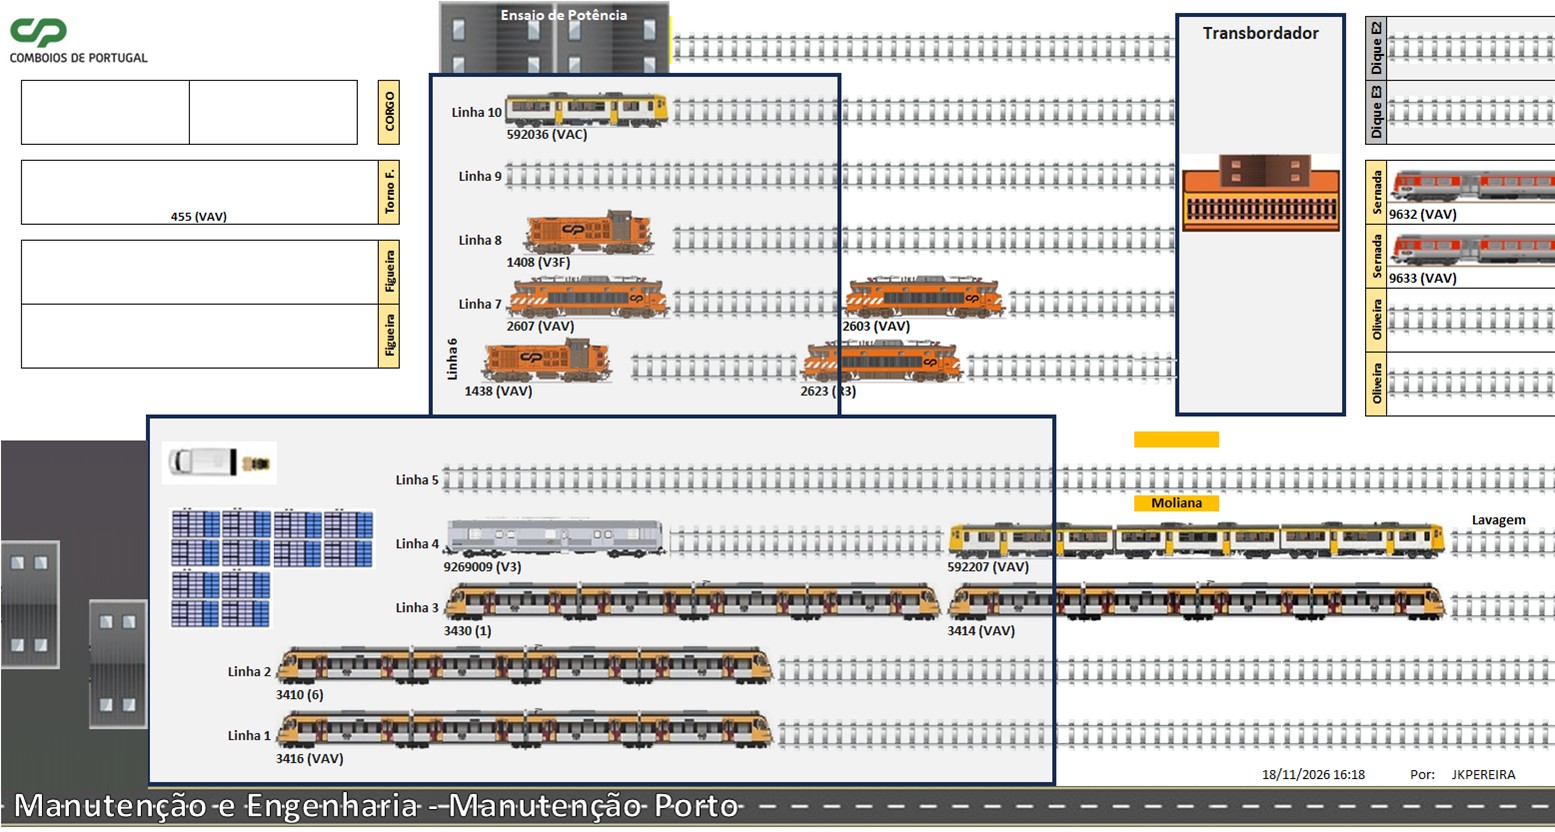 CP
COMBOIOS DE PORTUGAL
Ensaio de Potência
Transbordador
Dique E2
Dique E3
CORGO
Torno F.
455 (VAV)
Figueira
Figueira
Linha 10
592036 (VAC)
Linha 9
Linha 8
1408 (V3F)
Linha 7
2607 (VAV)
2603 (VAV)
Linha 6
1438 (VAV)
2623 (R3)
Sernada
9632 (VAV)
Sernada
9633 (VAV)
Oliveira
Oliveira
Linha 5
Moliana
Lavagem
Linha 4
9269009 (V3)
592207 (VAV)
Linha 3
3430 (1)
3414 (VAV)
Linha 2
3410 (6)
Linha 1
3416 (VAV)
18/11/2026 16:18 Por: JKPEREIRA
Manutenção e Engenharia - Manutenção Porto